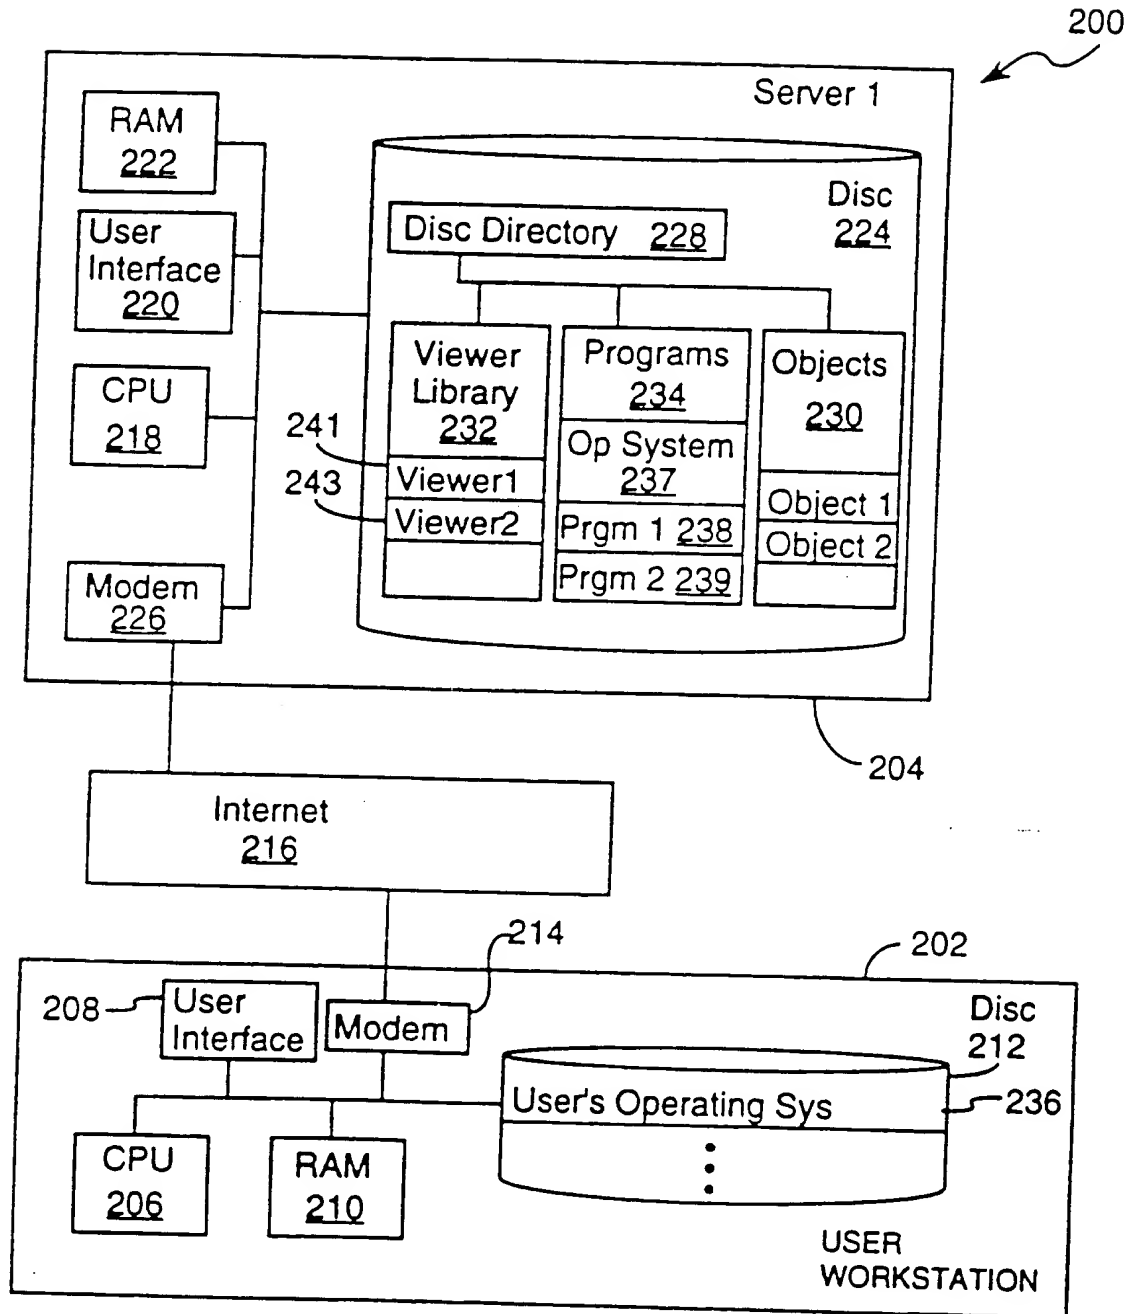 200
Server 1
RAM
222
User
Interface
220
CPU
218
Modem
226
Disc
224
Disc Directory 228
Viewer
Library
232
241
Viewer1
243
Viewer2
Programs
234
Op System
237
Prgm 1 238
Prgm 2 239
Objects
230
Object 1
Object 2
204
Internet
216
214
202
208
User
Interface
Modem
Disc
212
User's Operating Sys
236
CPU
206
RAM
210
USER
WORKSTATION